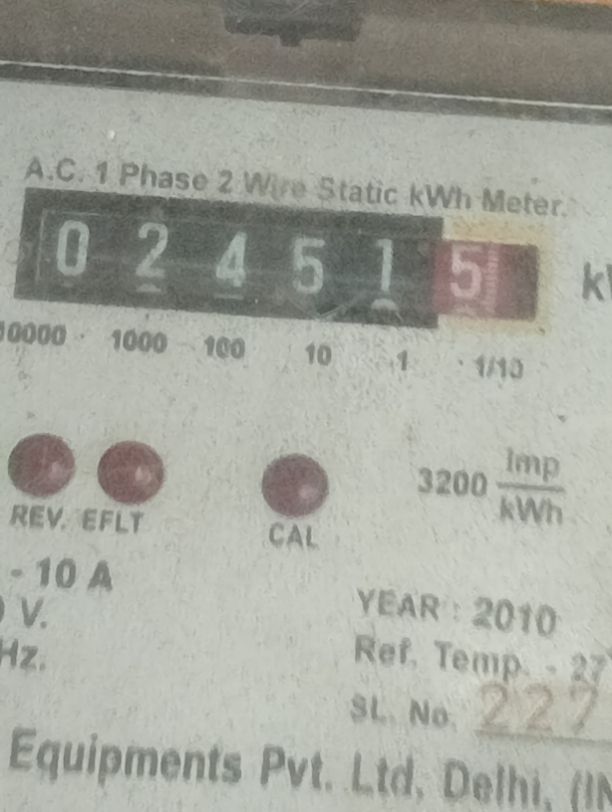 A.C. 1 Phase 2 Wire Static kWh Meter.
0 2 4 5 1 5
10000 1000 100 10 1 1/10
3200 Imp/kWh
REV. EFLT CAL
- 10 A
V.
Hz.
YEAR : 2010
Ref. Temp. - 27
SL. No. 227
Equipments Pvt. Ltd. Delhi.